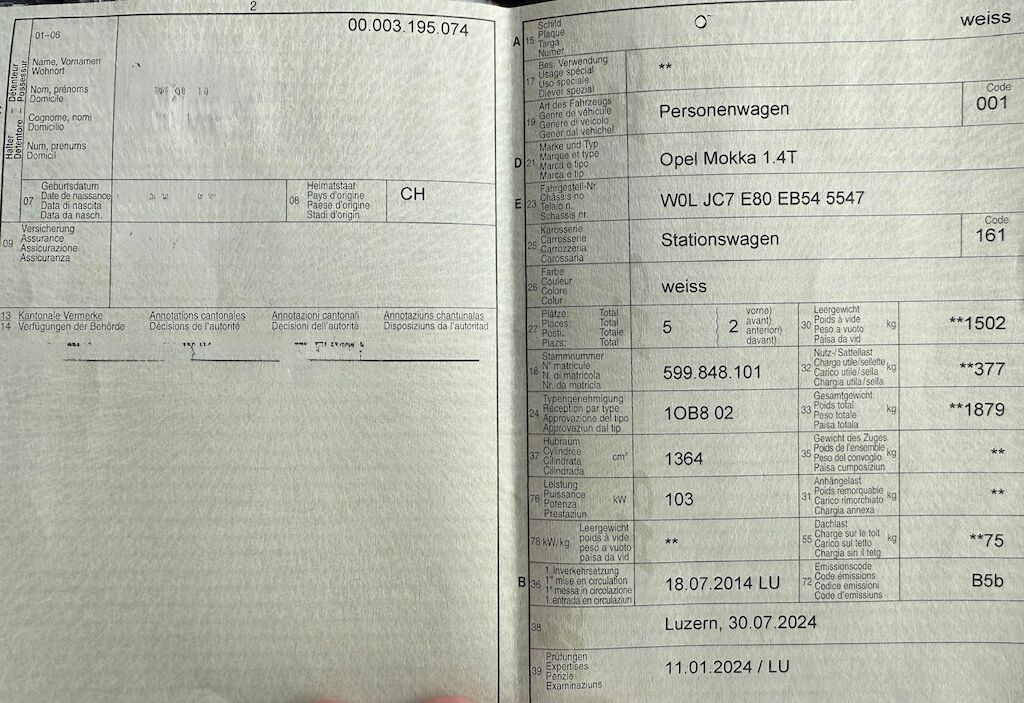 2
00.003.195.074
01–06
Halter Détenteur
Detentore Possessur
Name, Vornamen
Wohnort
Nom, prénoms
Domicile
Cognome, nomi
Domicilio
Num, prenums
Domicil
07
Geburtsdatum
Date de naissance
Data di nascita
Data da nasch.
08
Heimatstaat
Pays d'origine
Paese d'origine
Stadi d'origin
CH
09
Versicherung
Assurance
Assicurazione
Assicuranza
13 Kantonale Vermerke Annotations cantonales Annotazioni cantonali Annotaziuns chantunalas
14 Verfügungen der Behörde Décisions de l'autorité Decisioni dell'autorità Disposiziuns da l'autoritad
A 15
Schild
Plaque
Targa
Numer
weiss
17
Bes. Verwendung
Usage spécial
Uso speciale
Diever spezial
**
19
Art des Fahrzeugs
Genre de véhicule
Genere di veicolo
Gener dal vehichel
Personenwagen
Code
001
D 21
Marke und Typ
Marque et type
Marca e tipo
Marca e tip
Opel Mokka 1.4T
E 23
Fahrgestell-Nr.
Châssis no
Telaio n.
Schassis nr.
W0L JC7 E80 EB54 5547
25
Karosserie
Carrosserie
Carrozzeria
Carossaria
Stationswagen
Code
161
26
Farbe
Couleur
Colore
Colur
weiss
27
Plätze: Total
Places: Total
Posti: Totale
Plazs: Total
5
2
vorne)
avant)
anteriori)
davant)
30
Leergewicht
Poids à vide
Peso a vuoto
Paisa da vid
kg
**1502
18
Stammnummer
N° matricule
N. di matricola
Nr. da matricla
599.848.101
32
Nutz-/Sattellast
Charge utile/sellette
Carico utile/sella
Chargia utila/sella
kg
**377
24
Typengenehmigung
Réception par type
Approvazione del tipo
Approvaziun dal tip
1OB8 02
33
Gesamtgewicht
Poids total
Peso totale
Paisa totala
kg
**1879
37
Hubraum
Cylindrée
Cilindrata
Cilindrada
cm³
1364
35
Gewicht des Zuges
Poids de l'ensemble
Peso del convoglio
Paisa cumposiziun
kg
**
76
Leistung
Puissance
Potenza
Prestaziun
kW
103
31
Anhängelast
Poids remorquable
Carico rimorchiato
Chargia annexa
kg
**
78 kW/kg
Leergewicht
poids à vide
peso a vuoto
paisa da vid
**
55
Dachlast
Charge sur le toit
Carico sul tetto
Chargia sin il tetg
kg
**75
B 36
1. Inverkehrsetzung
1re mise en circulation
1a messa in circolazione
1. entrada en circulaziun
18.07.2014 LU
72
Emissionscode
Code émissions
Codice emissioni
Code d'emissiuns
B5b
38
Luzern, 30.07.2024
39
Prüfungen
Expertises
Perizie
Examinaziuns
11.01.2024 / LU